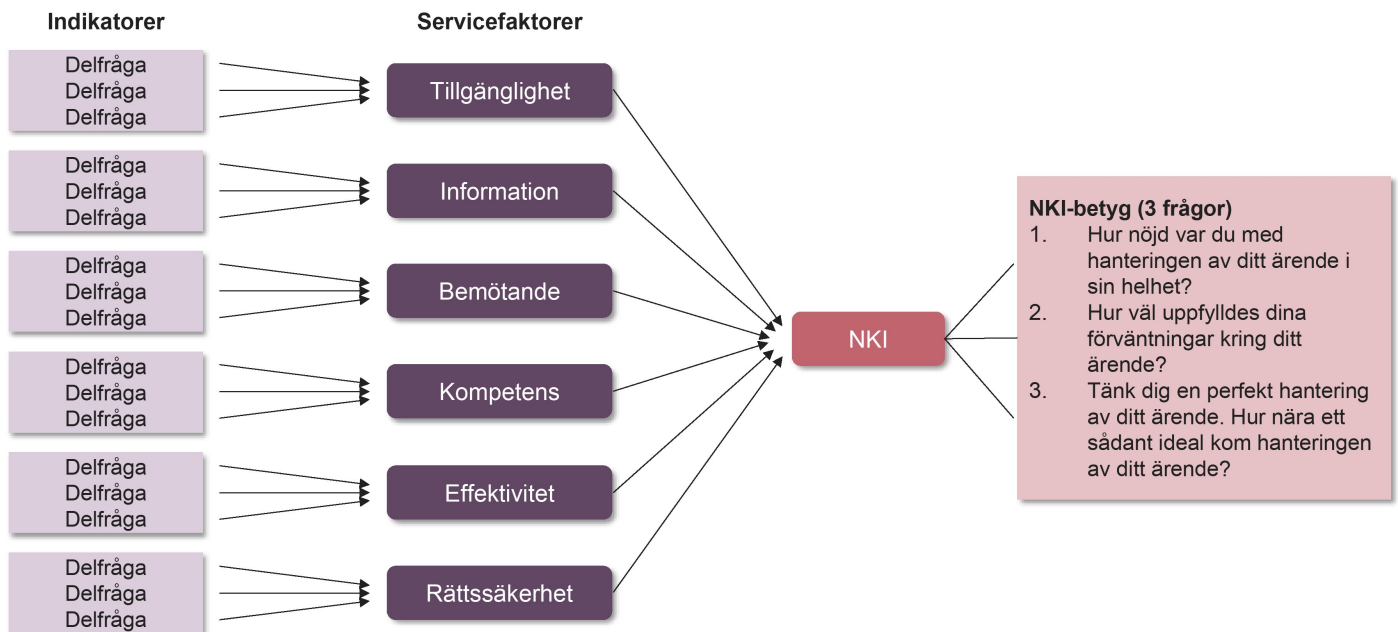 Indikatorer
Servicefaktorer
Delfråga
Delfråga
Delfråga
Tillgänglighet
Delfråga
Delfråga
Delfråga
Information
Delfråga
Delfråga
Delfråga
Bemötande
Delfråga
Delfråga
Delfråga
Kompetens
Delfråga
Delfråga
Delfråga
Effektivitet
Delfråga
Delfråga
Delfråga
Rättssäkerhet
NKI
NKI-betyg (3 frågor)
1. Hur nöjd var du med
hanteringen av ditt ärende i
sin helhet?
2. Hur väl uppfylldes dina
förväntningar kring ditt
ärende?
3. Tänk dig en perfekt hantering
av ditt ärende. Hur nära ett
sådant ideal kom hanteringen
av ditt ärende?